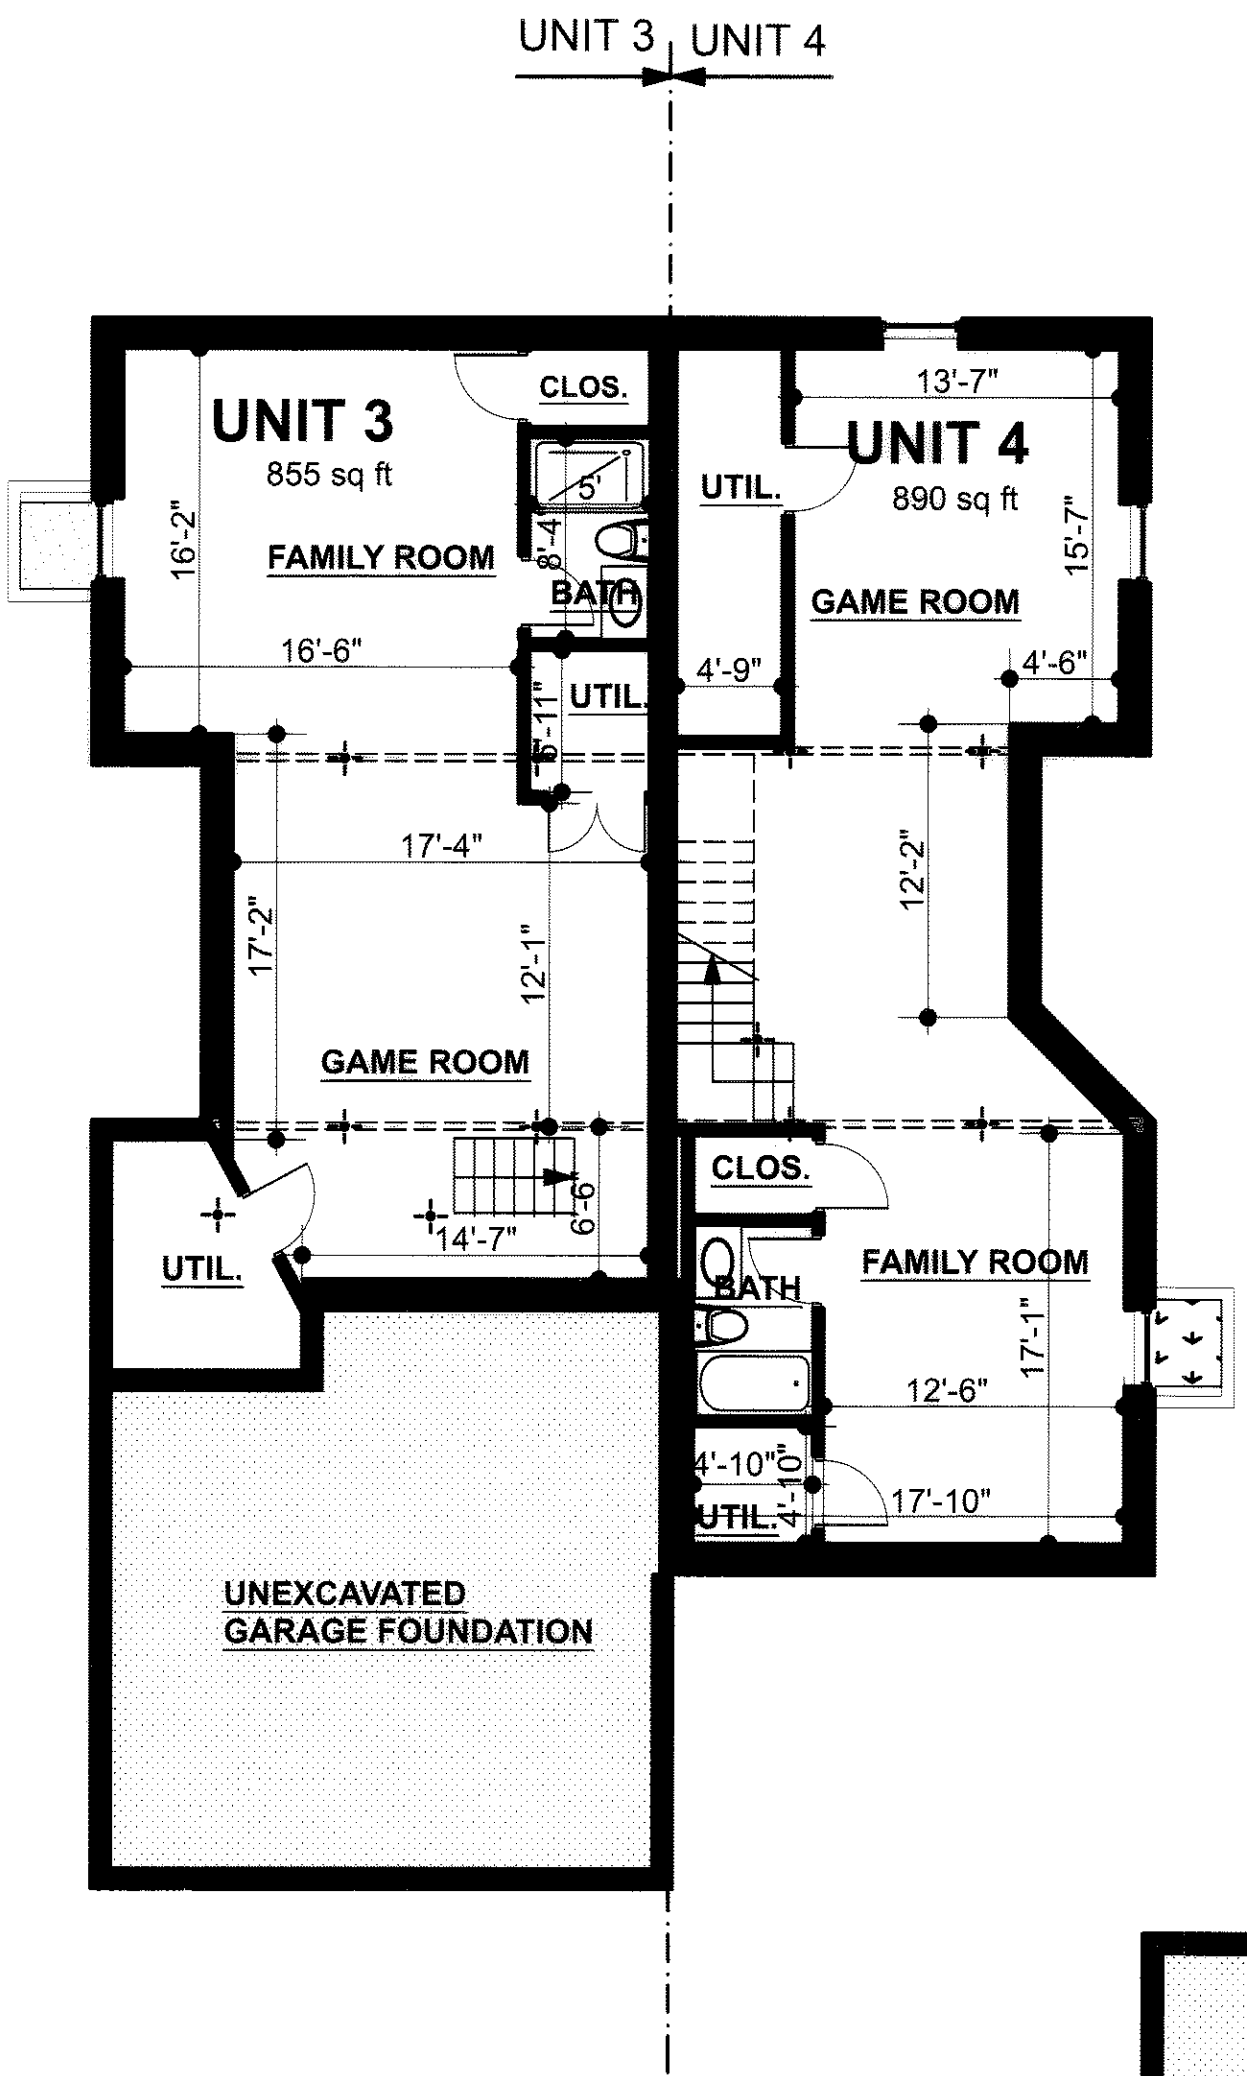 UNIT 3 UNIT 4
CLOS.
13'-7"
UNIT 3
855 sq ft
UNIT 4
890 sq ft
5'
UTIL.
16'-2"
8'-4
15'-7"
FAMILY ROOM
BATH
GAME ROOM
16'-6"
4'-9"
4'-6"
UTIL.
17'-4"
12'-2"
17'-2"
12'-1"
GAME ROOM
CLOS.
6'-6
14'-7"
UTIL.
BATH
FAMILY ROOM
17'-1"
12'-6"
4'-10"
4'-10"
17'-10"
UTIL.
UNEXCAVATED
GARAGE FOUNDATION